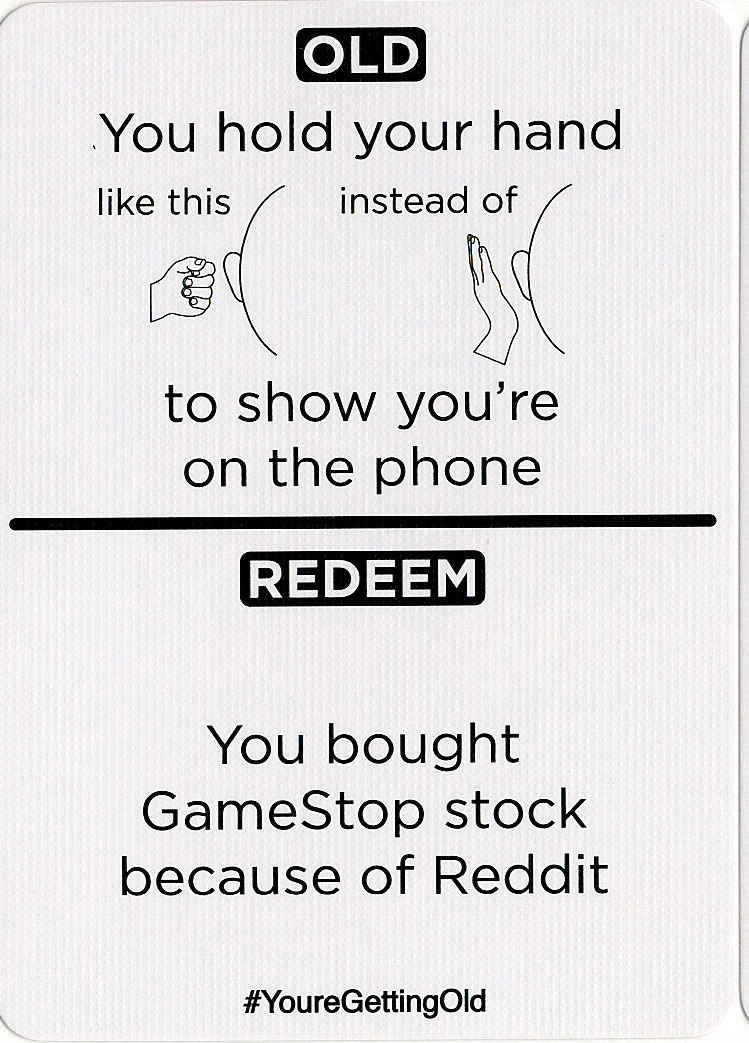 OLD
You hold your hand
like this instead of
to show you're
on the phone
REDEEM
You bought
GameStop stock
because of Reddit
#YoureGettingOld